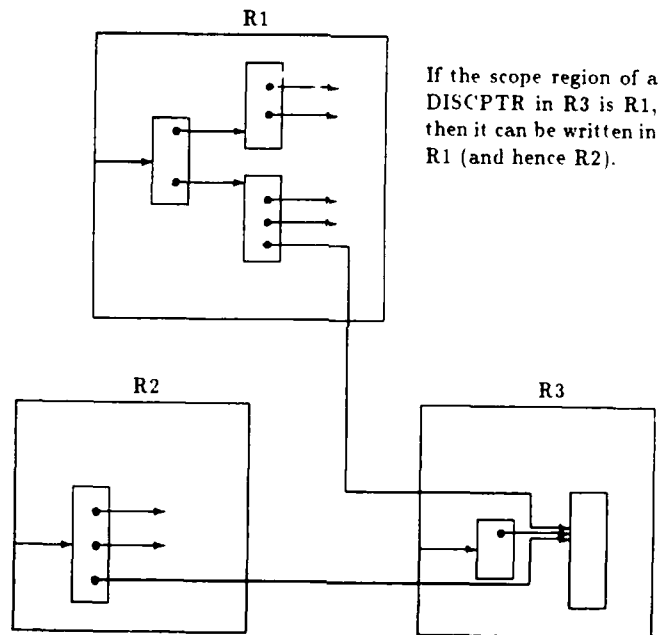 R1
If the scope region of a
DISCPTR in R3 is R1,
then it can be written in
R1 (and hence R2).
R2
R3